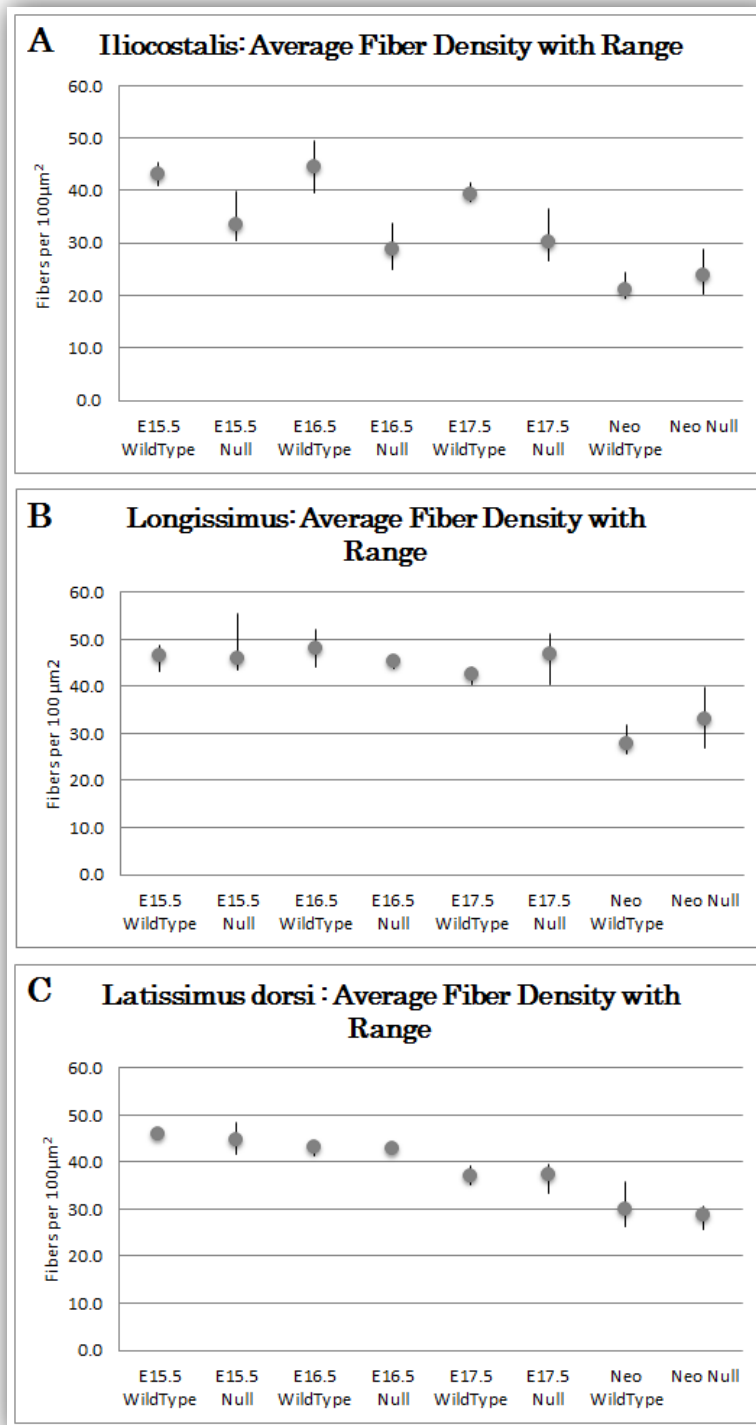 A
Iliocostalis: Average Fiber Density with Range
Fibers per 100µm²
60.0
50.0
40.0
30.0
20.0
10.0
0.0
E15.5 WildType
E15.5 Null
E16.5 WildType
E16.5 Null
E17.5 WildType
E17.5 Null
Neo WildType
Neo Null
B
Longissimus: Average Fiber Density with
Range
Fibers per 100 µm2
60.0
50.0
40.0
30.0
20.0
10.0
0.0
E15.5 WildType
E15.5 Null
E16.5 WildType
E16.5 Null
E17.5 WildType
E17.5 Null
Neo WildType
Neo Null
C
Latissimus dorsi : Average Fiber Density with
Range
Fibers per 100µm²
60.0
50.0
40.0
30.0
20.0
10.0
0.0
E15.5 WildType
E15.5 Null
E16.5 WildType
E16.5 Null
E17.5 WildType
E17.5 Null
Neo WildType
Neo Null